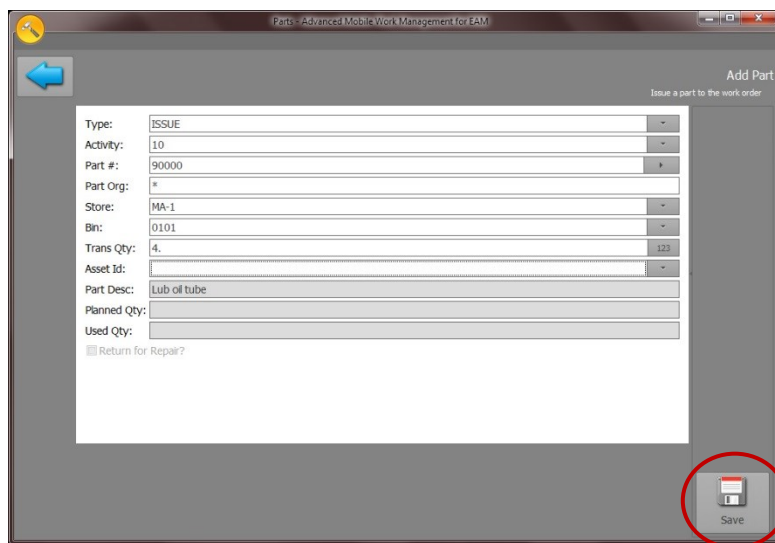 Parts - Advanced Mobile Work Management for EAM
Add Part
Issue a part to the work order
Type: ISSUE
Activity: 10
Part #: 90000
Part Org: *
Store: MA-1
Bin: 0101
Trans Qty: 4. 123
Asset Id:
Part Desc: Lub oil tube
Planned Qty:
Used Qty:
Return for Repair?
Save